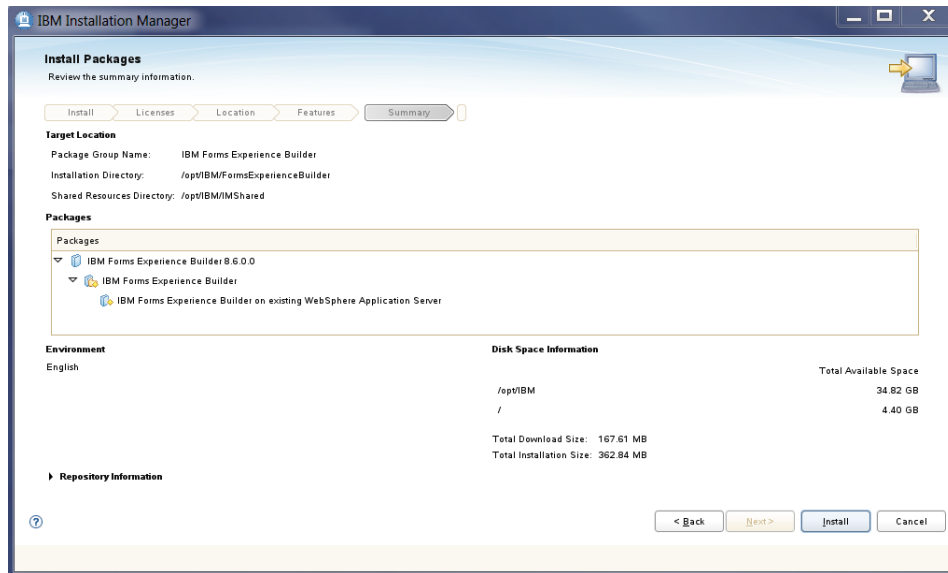 IBM Installation Manager
Install Packages
Review the summary information.
Install Licenses Location Features Summary
Target Location
Package Group Name: IBM Forms Experience Builder
Installation Directory: /opt/IBM/FormsExperienceBuilder
Shared Resources Directory: /opt/IBM/IMShared
Packages
Packages
IBM Forms Experience Builder 8.6.0.0
IBM Forms Experience Builder
IBM Forms Experience Builder on existing WebSphere Application Server
Environment
English
Disk Space Information
Total Available Space
/opt/IBM 34.82 GB
/ 4.40 GB
Total Download Size: 167.61 MB
Total Installation Size: 362.84 MB
Repository Information
? < Back Next > Install Cancel